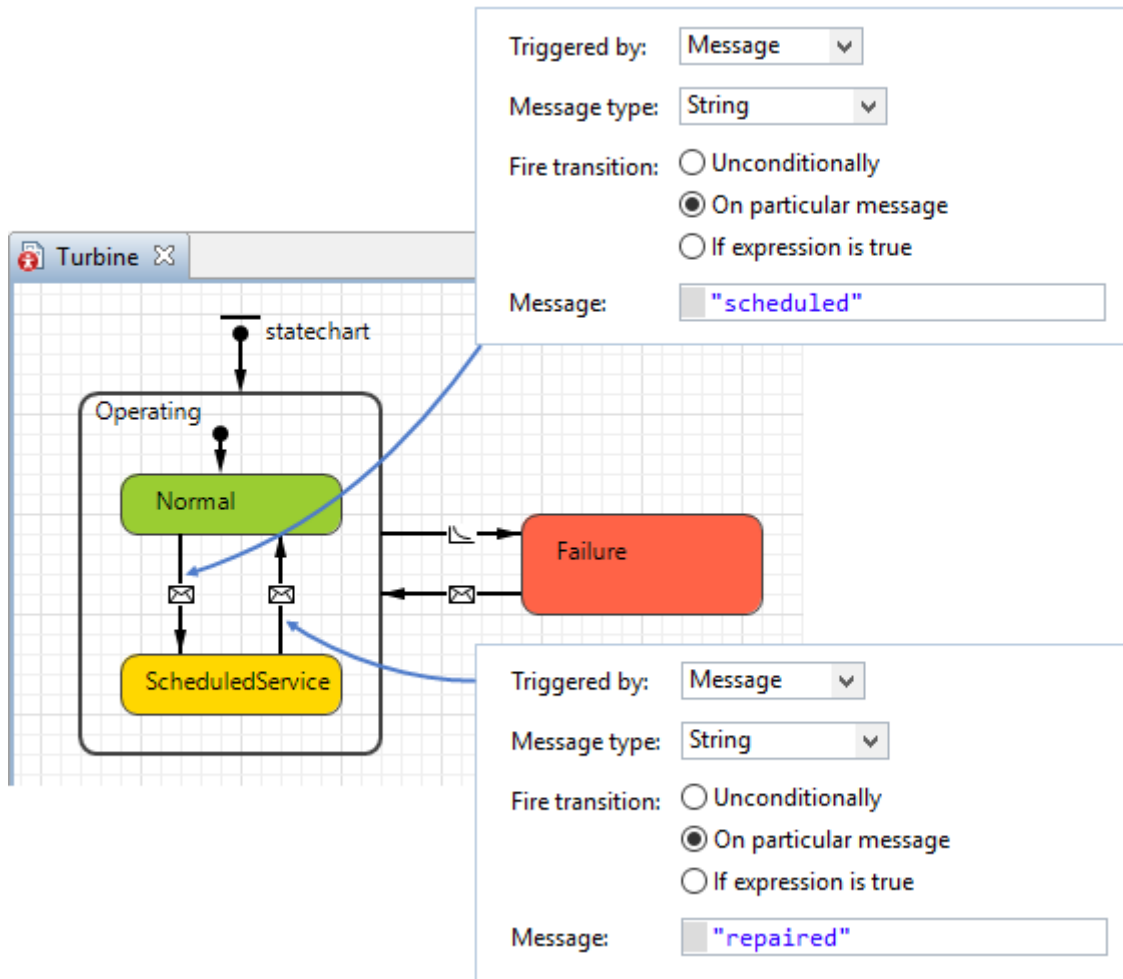 Triggered by: Message
Message type: String
Fire transition: Unconditionally
On particular message
If expression is true
Message: "scheduled"
Turbine
statechart
Operating
Normal
Failure
ScheduledService
Triggered by: Message
Message type: String
Fire transition: Unconditionally
On particular message
If expression is true
Message: "repaired"